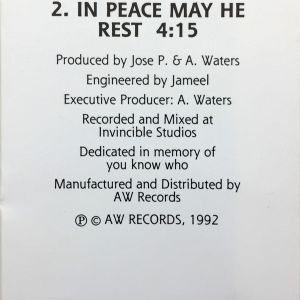 2. IN PEACE MAY HE
REST 4:15
Produced by Jose P. & A. Waters
Engineered by Jameel
Executive Producer: A. Waters
Recorded and Mixed at
Invincible Studios
Dedicated in memory of
you know who
Manufactured and Distributed by
AW Records
℗ © AW RECORDS, 1992